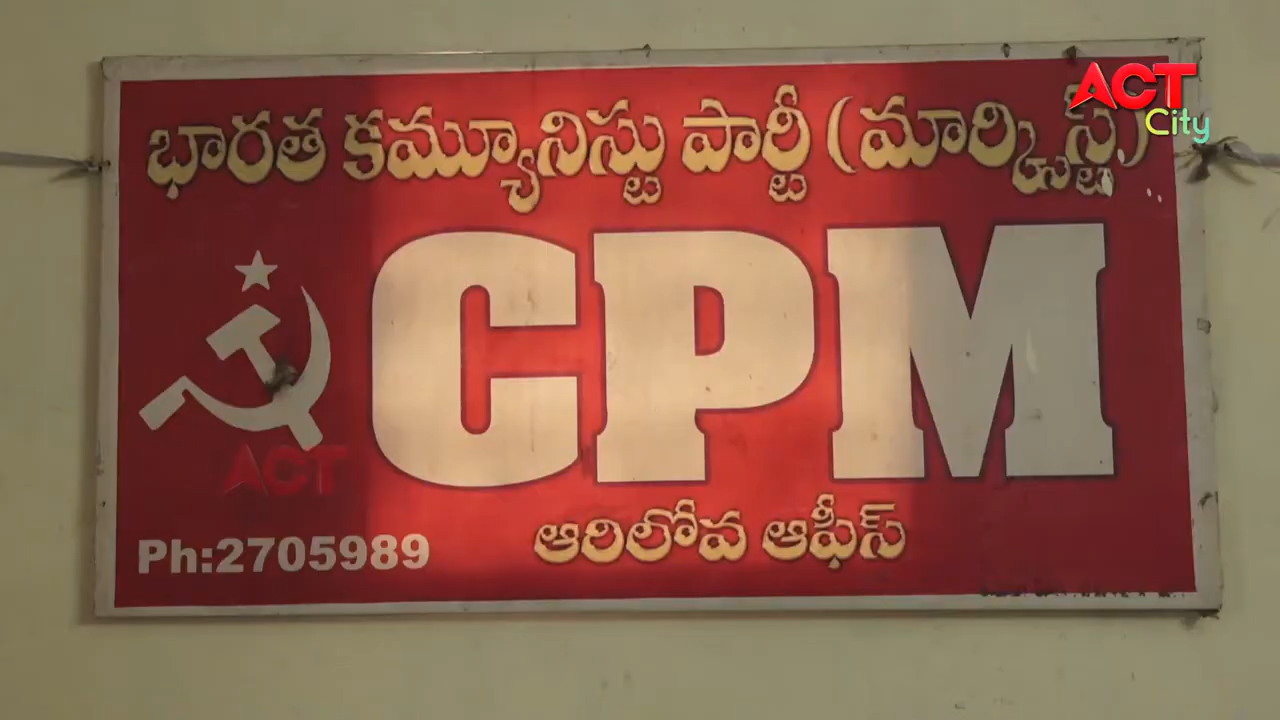 ACT
City
భారత కమ్యూనిస్టు పార్టీ (మార్క్సిస్ట్)
CPM
ACT
Ph:2705989
ఆరిలోవ ఆఫీస్